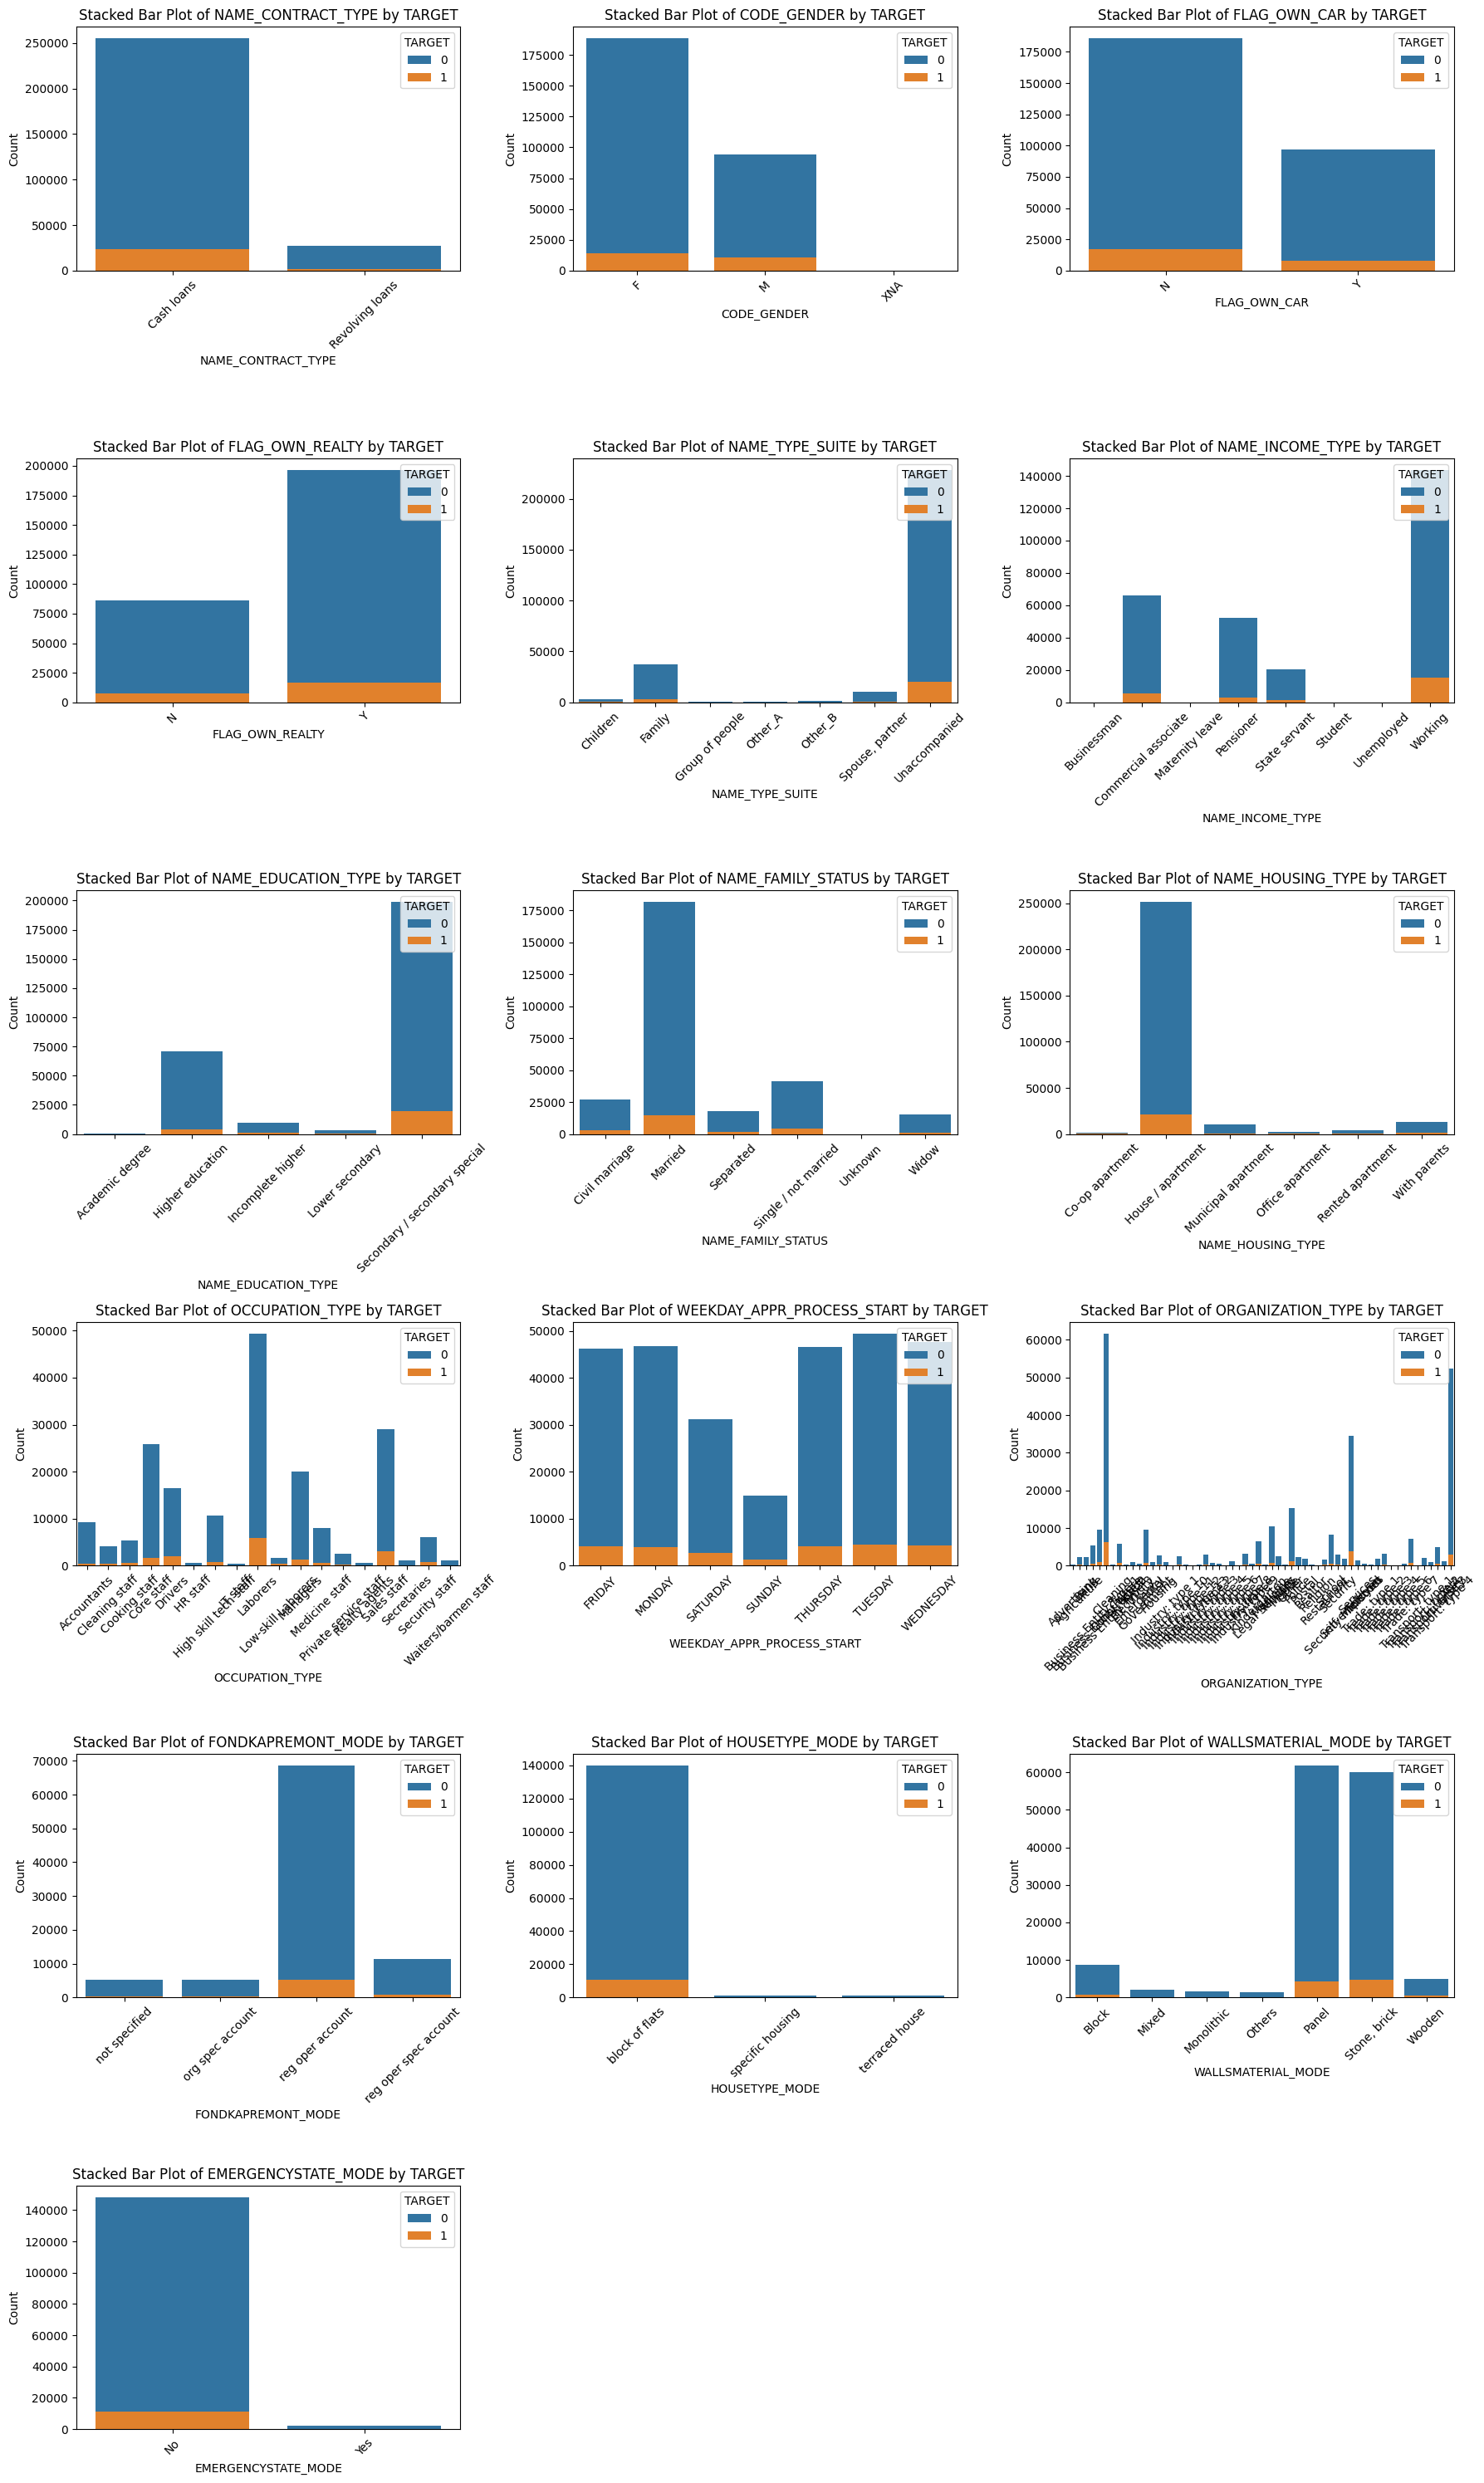 Stacked Bar Plot of NAME_CONTRACT_TYPE by TARGET
250000
200000
150000
100000
50000
0
Count
TARGET
0
1
Cash loans
Revolving loans
NAME_CONTRACT_TYPE
Stacked Bar Plot of CODE_GENDER by TARGET
175000
150000
125000
100000
75000
50000
25000
0
Count
TARGET
0
1
F
M
XNA
CODE_GENDER
Stacked Bar Plot of FLAG_OWN_CAR by TARGET
175000
150000
125000
100000
75000
50000
25000
0
Count
TARGET
0
1
N
Y
FLAG_OWN_CAR
Stacked Bar Plot of FLAG_OWN_REALTY by TARGET
200000
175000
150000
125000
100000
75000
50000
25000
0
Count
TARGET
0
1
N
Y
FLAG_OWN_REALTY
Stacked Bar Plot of NAME_TYPE_SUITE by TARGET
200000
150000
100000
50000
0
Count
TARGET
0
1
Children
Family
Group of people
Other_A
Other_B
Spouse, partner
Unaccompanied
NAME_TYPE_SUITE
Stacked Bar Plot of NAME_INCOME_TYPE by TARGET
140000
120000
100000
80000
60000
40000
20000
0
Count
TARGET
0
1
Businessman
Commercial associate
Maternity leave
Pensioner
State servant
Student
Unemployed
Working
NAME_INCOME_TYPE
Stacked Bar Plot of NAME_EDUCATION_TYPE by TARGET
200000
175000
150000
125000
100000
75000
50000
25000
0
Count
TARGET
0
1
Academic degree
Higher education
Incomplete higher
Lower secondary
Secondary / secondary special
NAME_EDUCATION_TYPE
Stacked Bar Plot of NAME_FAMILY_STATUS by TARGET
175000
150000
125000
100000
75000
50000
25000
0
Count
TARGET
0
1
Civil marriage
Married
Separated
Single / not married
Unknown
Widow
NAME_FAMILY_STATUS
Stacked Bar Plot of NAME_HOUSING_TYPE by TARGET
250000
200000
150000
100000
50000
0
Count
TARGET
0
1
Co-op apartment
House / apartment
Municipal apartment
Office apartment
Rented apartment
With parents
NAME_HOUSING_TYPE
Stacked Bar Plot of OCCUPATION_TYPE by TARGET
50000
40000
30000
20000
10000
0
Count
TARGET
0
1
Accountants
Cleaning staff
Cooking staff
Core staff
Drivers
HR staff
High skill tech staff
IT staff
Laborers
Low-skill Laborers
Managers
Medicine staff
Private service staff
Realty agents
Sales staff
Secretaries
Security staff
Waiters/barmen staff
OCCUPATION_TYPE
Stacked Bar Plot of WEEKDAY_APPR_PROCESS_START by TARGET
50000
40000
30000
20000
10000
0
Count
TARGET
0
1
FRIDAY
MONDAY
SATURDAY
SUNDAY
THURSDAY
TUESDAY
WEDNESDAY
WEEKDAY_APPR_PROCESS_START
Stacked Bar Plot of ORGANIZATION_TYPE by TARGET
60000
50000
40000
30000
20000
10000
0
Count
TARGET
0
1
ORGANIZATION_TYPE
Stacked Bar Plot of FONDKAPREMONT_MODE by TARGET
70000
60000
50000
40000
30000
20000
10000
0
Count
TARGET
0
1
not specified
org spec account
reg oper account
reg oper spec account
FONDKAPREMONT_MODE
Stacked Bar Plot of HOUSETYPE_MODE by TARGET
140000
120000
100000
80000
60000
40000
20000
0
Count
TARGET
0
1
block of flats
specific housing
terraced house
HOUSETYPE_MODE
Stacked Bar Plot of WALLSMATERIAL_MODE by TARGET
60000
50000
40000
30000
20000
10000
0
Count
TARGET
0
1
Block
Mixed
Monolithic
Others
Panel
Stone, brick
Wooden
WALLSMATERIAL_MODE
Stacked Bar Plot of EMERGENCYSTATE_MODE by TARGET
140000
120000
100000
80000
60000
40000
20000
0
Count
TARGET
0
1
No
Yes
EMERGENCYSTATE_MODE